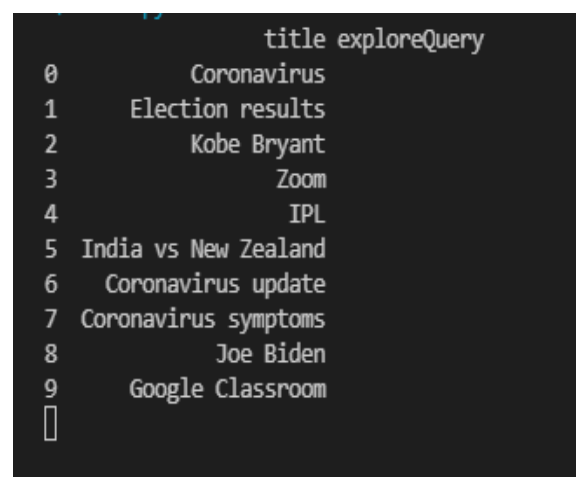 title exploreQuery
0 Coronavirus
1 Election results
2 Kobe Bryant
3 Zoom
4 IPL
5 India vs New Zealand
6 Coronavirus update
7 Coronavirus symptoms
8 Joe Biden
9 Google Classroom